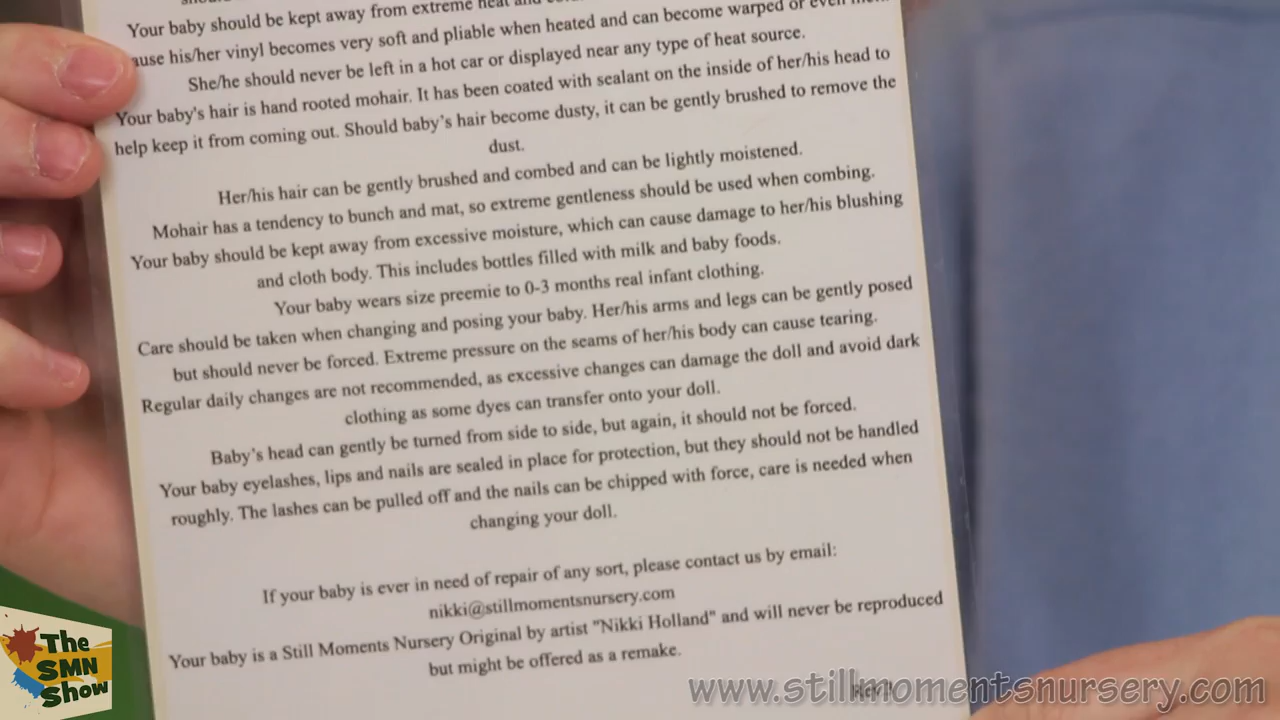 Your baby should be kept away from extreme heat and
his/her vinyl becomes very soft and pliable when heated and can become warped or even
She/he should never be left in a hot car or displayed near any type of heat source.
Your baby's hair is hand rooted mohair. It has been coated with sealant on the inside of her/his head to
help keep it from coming out. Should baby's hair become dusty, it can be gently brushed to remove the
dust.
Her/his hair can be gently brushed and combed and can be lightly moistened.
Mohair has a tendency to bunch and mat, so extreme gentleness should be used when combing.
Your baby should be kept away from excessive moisture, which can cause damage to her/his blushing
and cloth body. This includes bottles filled with milk and baby foods.
Your baby wears size preemie to 0-3 months real infant clothing.
Care should be taken when changing and posing your baby. Her/his arms and legs can be gently posed
but should never be forced. Extreme pressure on the seams of her/his body can cause tearing.
Regular daily changes are not recommended, as excessive changes can damage the doll and avoid dark
clothing as some dyes can transfer onto your doll.
Baby's head can gently be turned from side to side, but again, it should not be forced.
Your baby eyelashes, lips and nails are sealed in place for protection, but they should not be handled
roughly. The lashes can be pulled off and the nails can be chipped with force, care is needed when
changing your doll.
If your baby is ever in need of repair of any sort, please contact us by email:
nikki@stillmomentsnursery.com
Your baby is a Still Moments Nursery Original by artist "Nikki Holland" and will never be reproduced
but might be offered as a remake.
The
SMN
Show
www.stillmomentsnursery.com